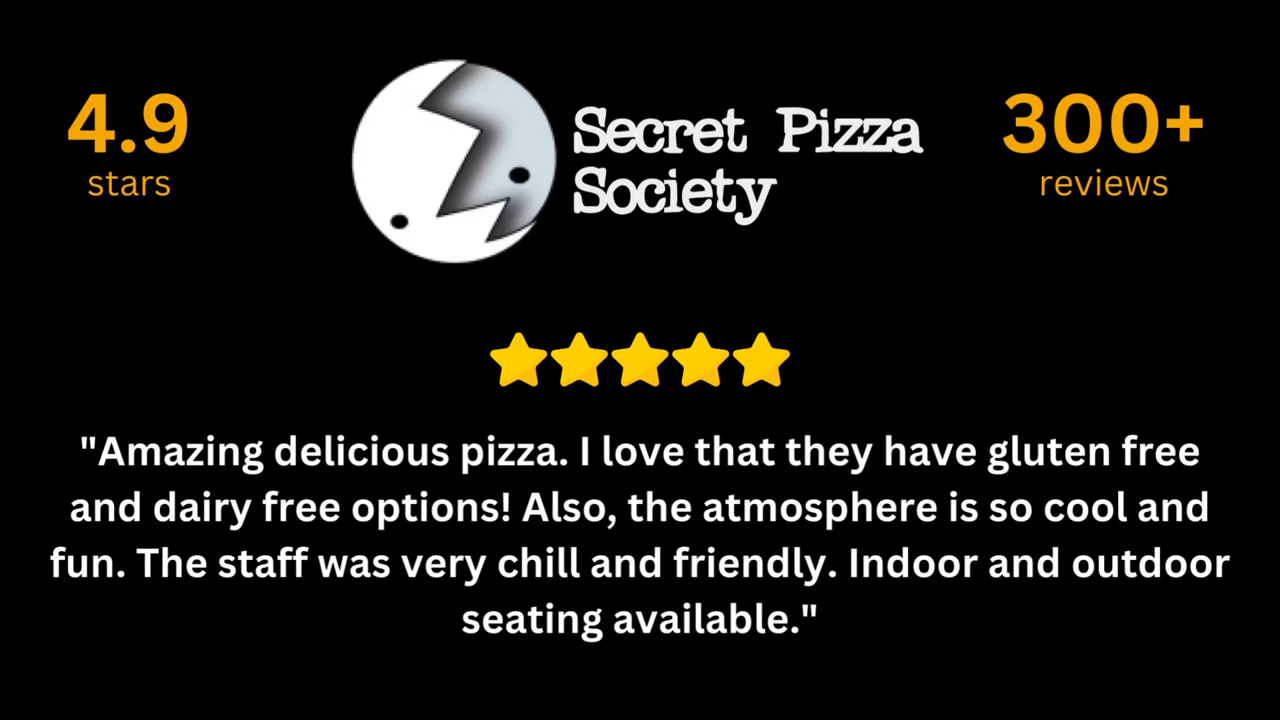 4.9
stars
Secret Pizza
Society
300+
reviews
"Amazing delicious pizza. I love that they have gluten free
and dairy free options! Also, the atmosphere is so cool and
fun. The staff was very chill and friendly. Indoor and outdoor
seating available."